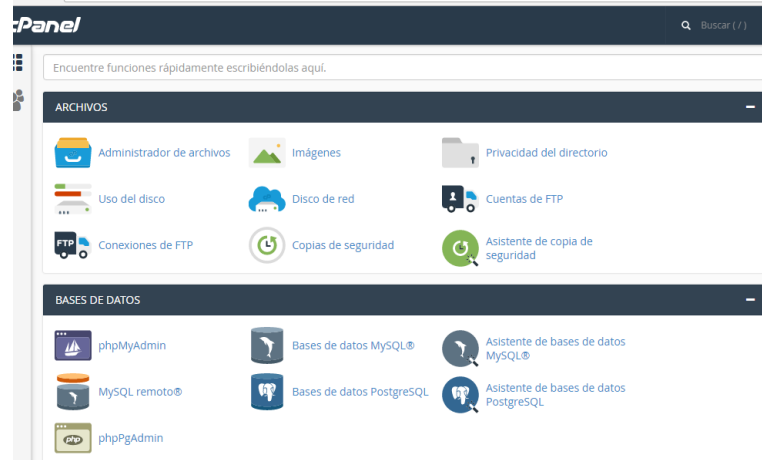 cPanel
Buscar ( / )
Encuentre funciones rápidamente escribiéndolas aquí.
ARCHIVOS
Administrador de archivos
Imágenes
Privacidad del directorio
Uso del disco
Disco de red
Cuentas de FTP
FTP
Conexiones de FTP
Copias de seguridad
Asistente de copia de
seguridad
BASES DE DATOS
phpMyAdmin
Bases de datos MySQL®
Asistente de bases de datos
MySQL®
MySQL remoto®
Bases de datos PostgreSQL
Asistente de bases de datos
PostgreSQL
php
phpPgAdmin